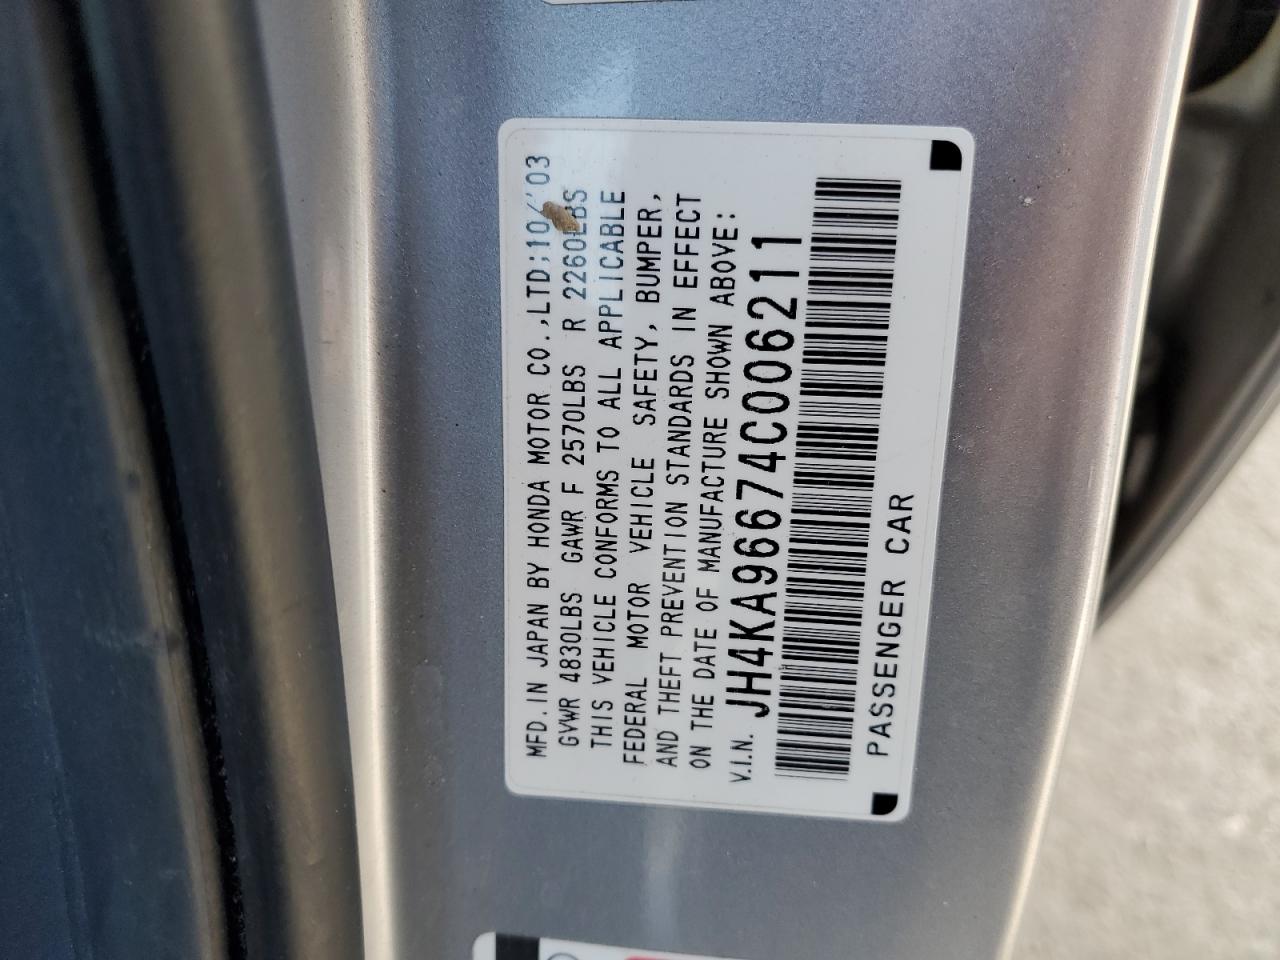 MFD.IN JAPAN BY HONDA MOTOR CO.,LTD;10/'03
GVWR 4830LBS GAWR F 2570LBS R 2260LBS
THIS VEHICLE CONFORMS TO ALL APPLICABLE
FEDERAL MOTOR VEHICLE SAFETY, BUMPER,
AND THEFT PREVENTION STANDARDS IN EFFECT
ON THE DATE OF MANUFACTURE SHOWN ABOVE:
V.I.N. JH4KA96674C006211
PASSENGER CAR